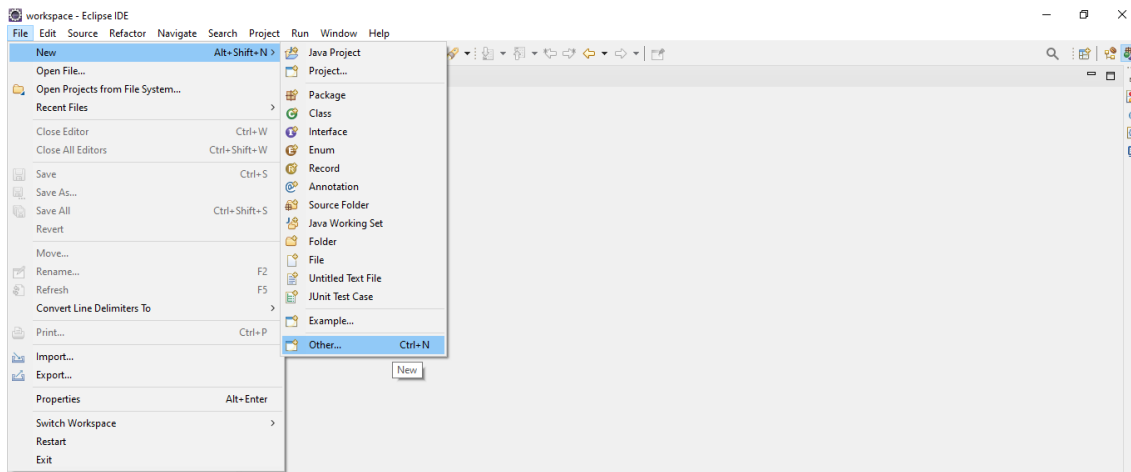 workspace - Eclipse IDE
File Edit Source Refactor Navigate Search Project Run Window Help
New Alt+Shift+N >
Open File...
Open Projects from File System...
Recent Files >
Close Editor Ctrl+W
Close All Editors Ctrl+Shift+W
Save Ctrl+S
Save As...
Save All Ctrl+Shift+S
Revert
Move...
Rename... F2
Refresh F5
Convert Line Delimiters To >
Print... Ctrl+P
Import...
Export...
Properties Alt+Enter
Switch Workspace >
Restart
Exit
Java Project
Project...
Package
Class
Interface
Enum
Record
Annotation
Source Folder
Java Working Set
Folder
File
Untitled Text File
JUnit Test Case
Example...
Other... Ctrl+N
New